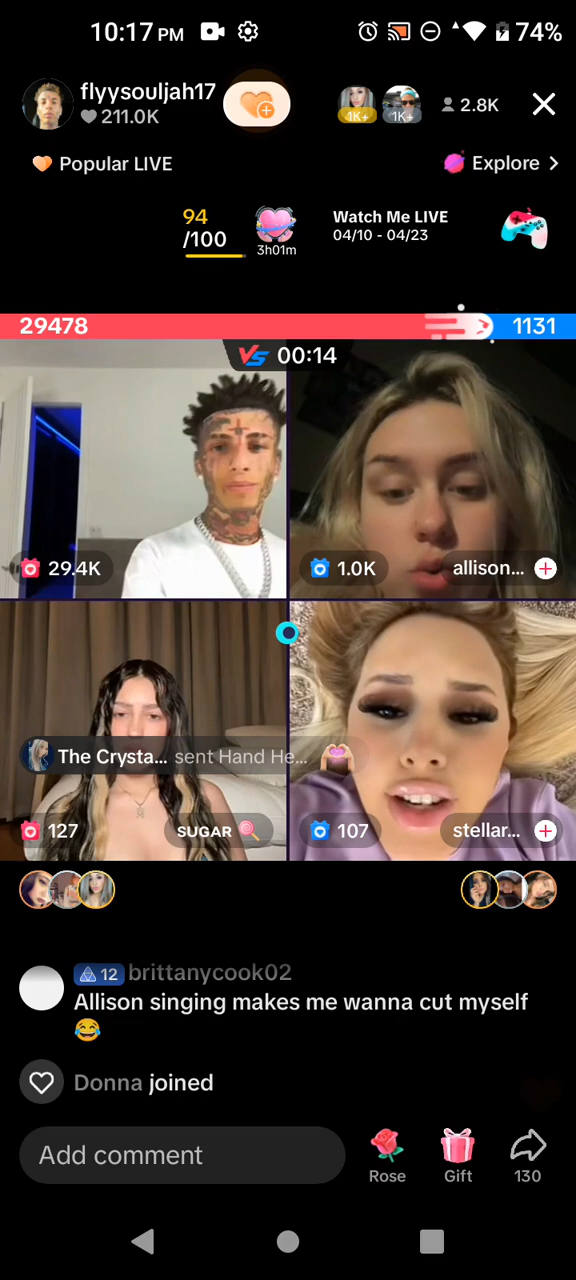 10:17 PM
74%
flyysouljah17
211.0K
1K+
1K+
2.8K
Popular LIVE
Explore
94
/100
3h01m
Watch Me LIVE
04/10 - 04/23
29478
1131
VS 00:14
29.4K
1.0K
allison...
The Crysta... sent Hand He...
127
SUGAR
107
stellar...
12 brittanycook02
Allison singing makes me wanna cut myself 😂
Donna joined
Add comment
Rose
Gift
130